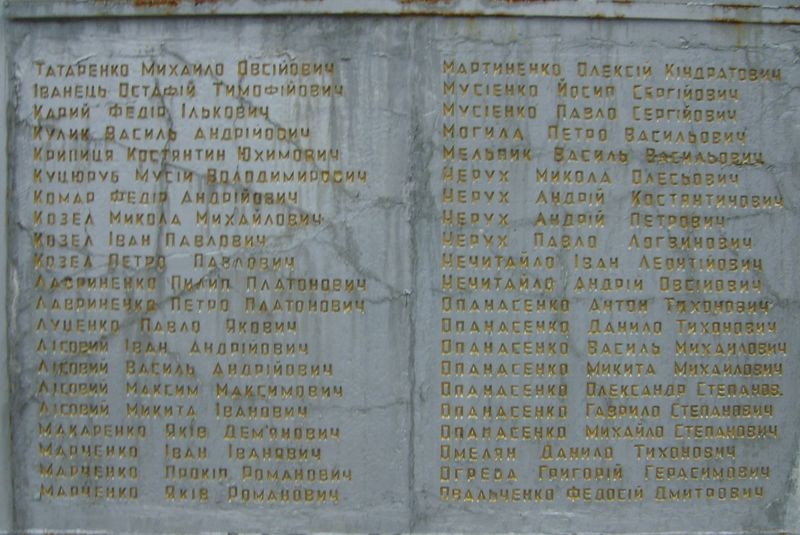 Татаренко Михайло Овсійович
Іванець Остафій Тимофійович
Карий ФедірІлькович
Кулик Василь Андрійович
Крипиця Костянтин Юхимович
Куцюруб Мусій Володимирович
Комар Федір Андрійович
Козел Микола Михайлович
Козел Іван Павлович
Козел Петро Павлович
Лавриненко Пилип Платонович
Лавриненко Петро Платонович
Луценко Павло Якович
Лісовий Іван Андрійович
Лісовий Василь Андрійович
Лісовий Максим Максимович
Лісовий Микита Іванович
Макаренко Яків Дем'янович
Марченко Іван Іванович
Марченко Прокіп Романович
Марченко Яків Романович
Мартиненко Олексій Кіндратович
Мусієнко Йосип Сергійович
Мусієнко Павло Сергійович
Могила Петро Васильович
Мельник Василь Васильович
Нерух Микола Олесьович
Нерух Андрій Костянтинович
Нерух Андрій Петрович
Нерух Павло Логвинович
Нечитайло Іван Леонтійович
Нечитайло Андрій Овсійович
Опанасенко Антон Тихонович
Опанасенко Данило Тихонович
Опанасенко Василь Михайлович
Опанасенко Микита Михайлович
Опанасенко Олександр Степанов.
Опанасенко Гаврило Степанович
Опанасенко Михайло Степанович
Омелян Данило Тихонович
Огрева Григорій Герасимович
Підальченко Федосій Дмитрович